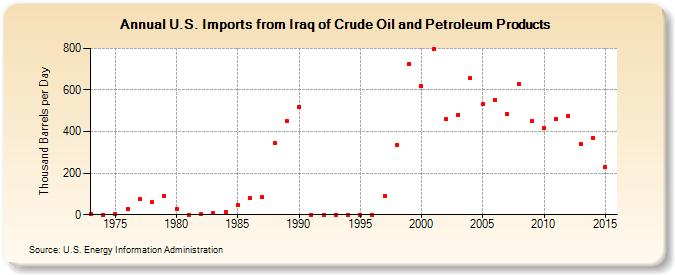 Annual U.S. Imports from Iraq of Crude Oil and Petroleum Products
Thousand Barrels per Day
800
600
400
200
0
1975 1980 1985 1990 1995 2000 2005 2010 2015
Source: U.S. Energy Information Administration